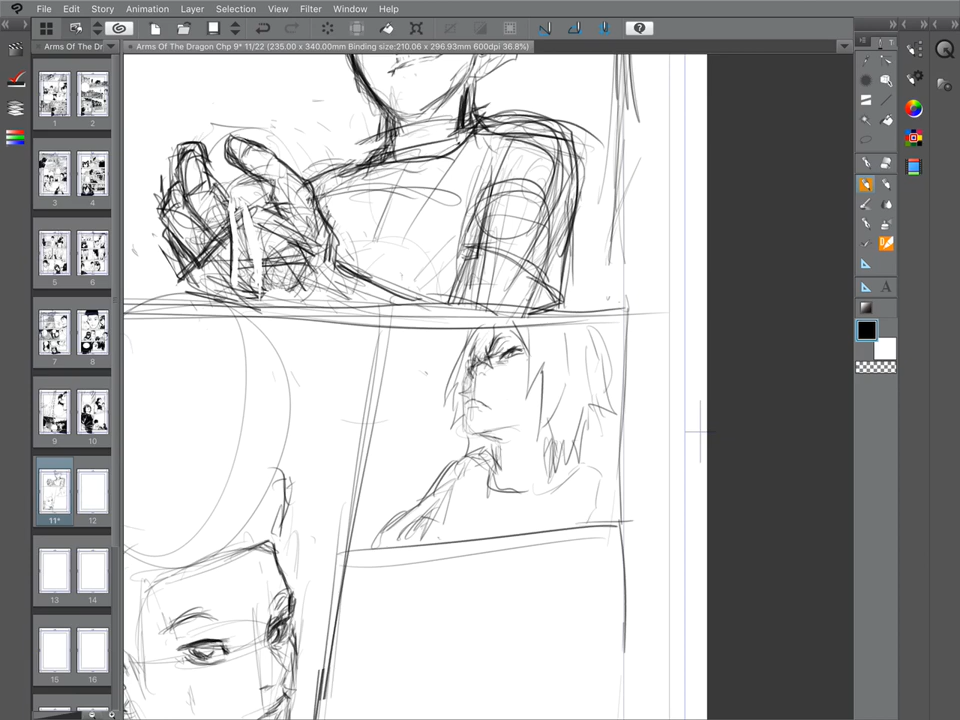 File Edit Story Animation Layer Selection View Filter Window Help
Arms Of The Dr
Arms Of The Dragon Chp 9* 11/22 (235.00 x 340.00mm Binding size:210.06 x 296.93mm 600dpi 36.8%)
T
1 2
3 4
5 6
7 8
9 10
11* 12
13 14
15 16
A